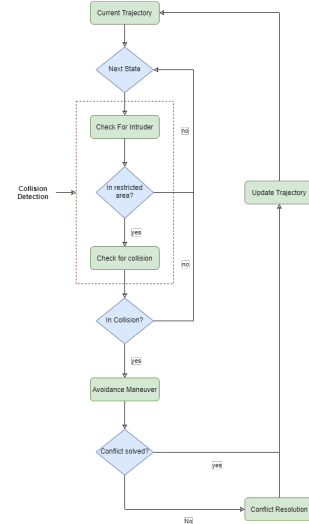 Current Trajectory
Next State
Check For Intruder
no
In restricted
area?
Collision
Detection
Update Trajectory
yes
Check for collision
no
In Collision?
yes
Avoidance Maneuver
Conflict solved?
yes
Conflict Resolution
No